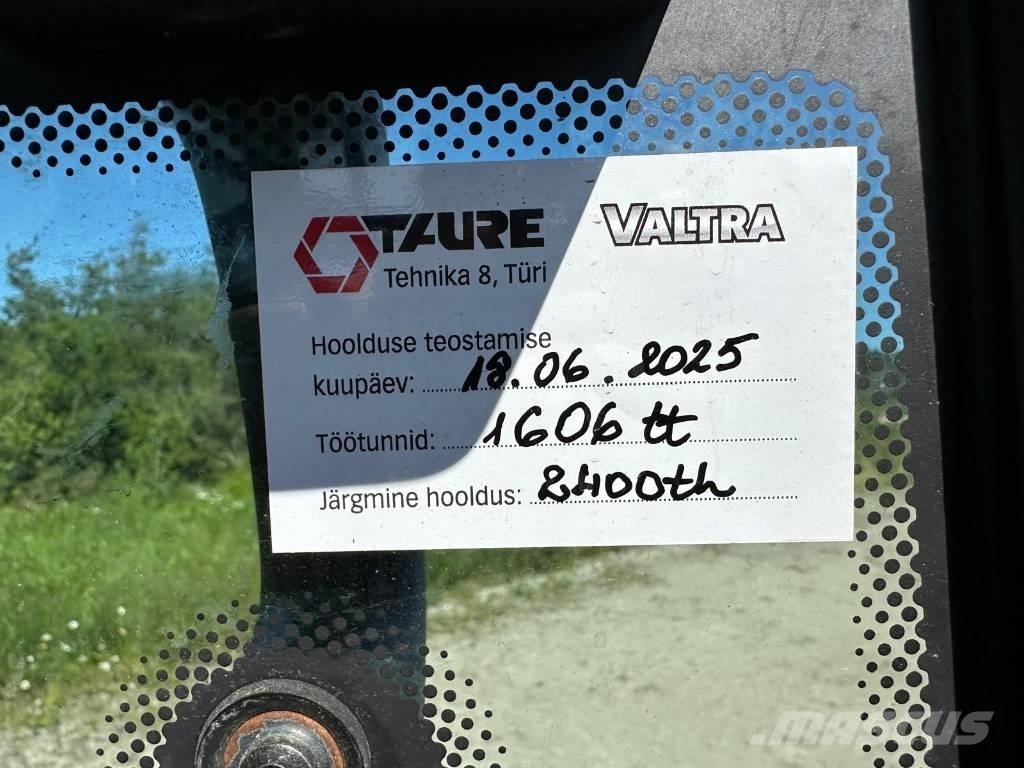 TAURE VALTRA
Tehnika 8, Türi
Hoolduse teostamise
kuupäev: 18.06.2025
Töötunnid: 1606 tt
Järgmine hooldus: 2400th
MASCUS